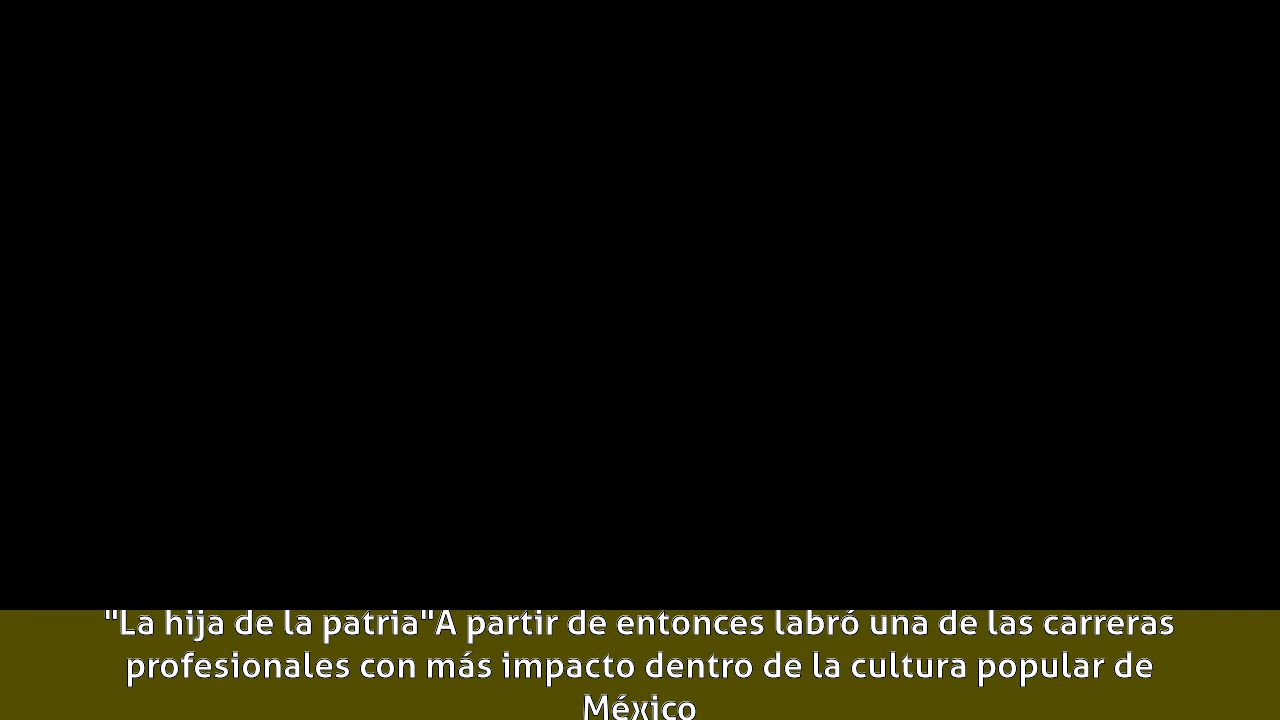 "La hija de la patria"A partir de entonces labró una de las carreras
profesionales con más impacto dentro de la cultura popular de
México